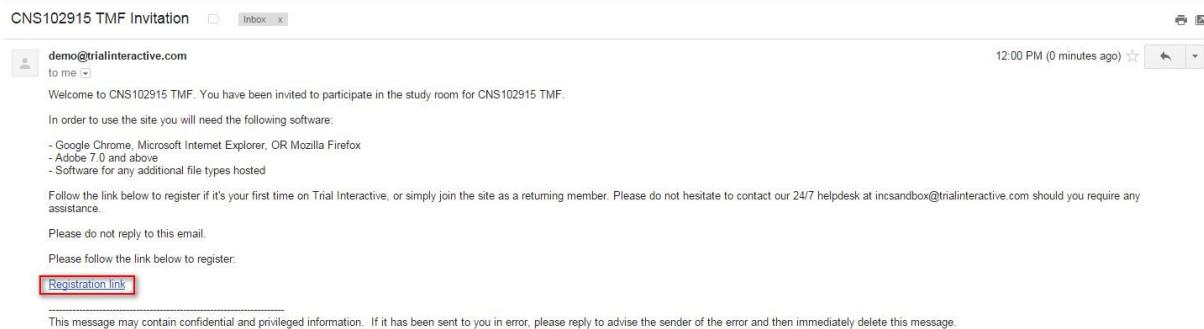 CNS102915 TMF Invitation Inbox x
demo@trialinteractive.com 12:00 PM (0 minutes ago)
to me
Welcome to CNS102915 TMF. You have been invited to participate in the study room for CNS102915 TMF.
In order to use the site you will need the following software:
- Google Chrome, Microsoft Internet Explorer, OR Mozilla Firefox
- Adobe 7.0 and above
- Software for any additional file types hosted
Follow the link below to register if it's your first time on Trial Interactive, or simply join the site as a returning member. Please do not hesitate to contact our 24/7 helpdesk at incsandbox@trialinteractive.com should you require any
assistance.
Please do not reply to this email.
Please follow the link below to register:
Registration link
------------------------------------------------------------------------
This message may contain confidential and privileged information.  If it has been sent to you in error, please reply to advise the sender of the error and then immediately delete this message.